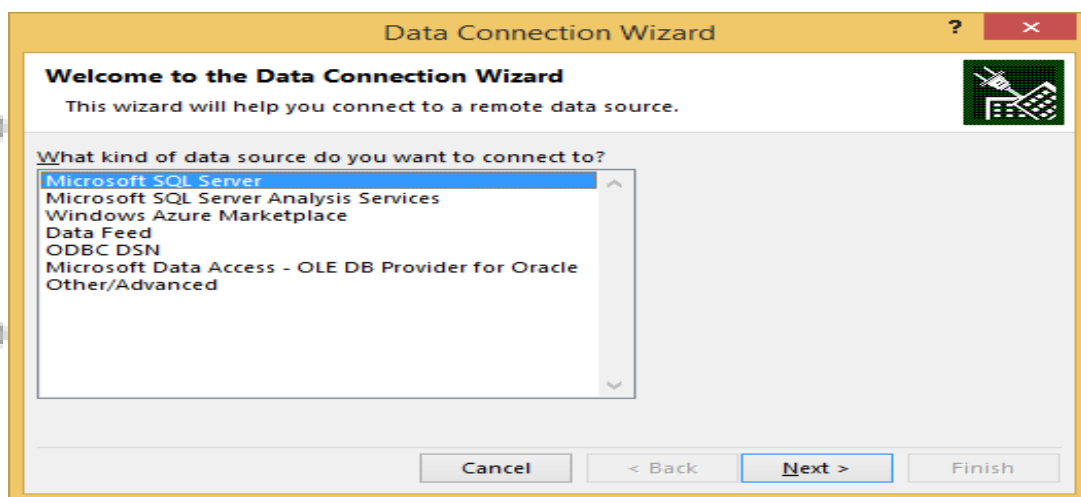 Data Connection Wizard
? ×
Welcome to the Data Connection Wizard
This wizard will help you connect to a remote data source.
What kind of data source do you want to connect to?
Microsoft SQL Server
Microsoft SQL Server Analysis Services
Windows Azure Marketplace
Data Feed
ODBC DSN
Microsoft Data Access - OLE DB Provider for Oracle
Other/Advanced
Cancel < Back Next > Finish